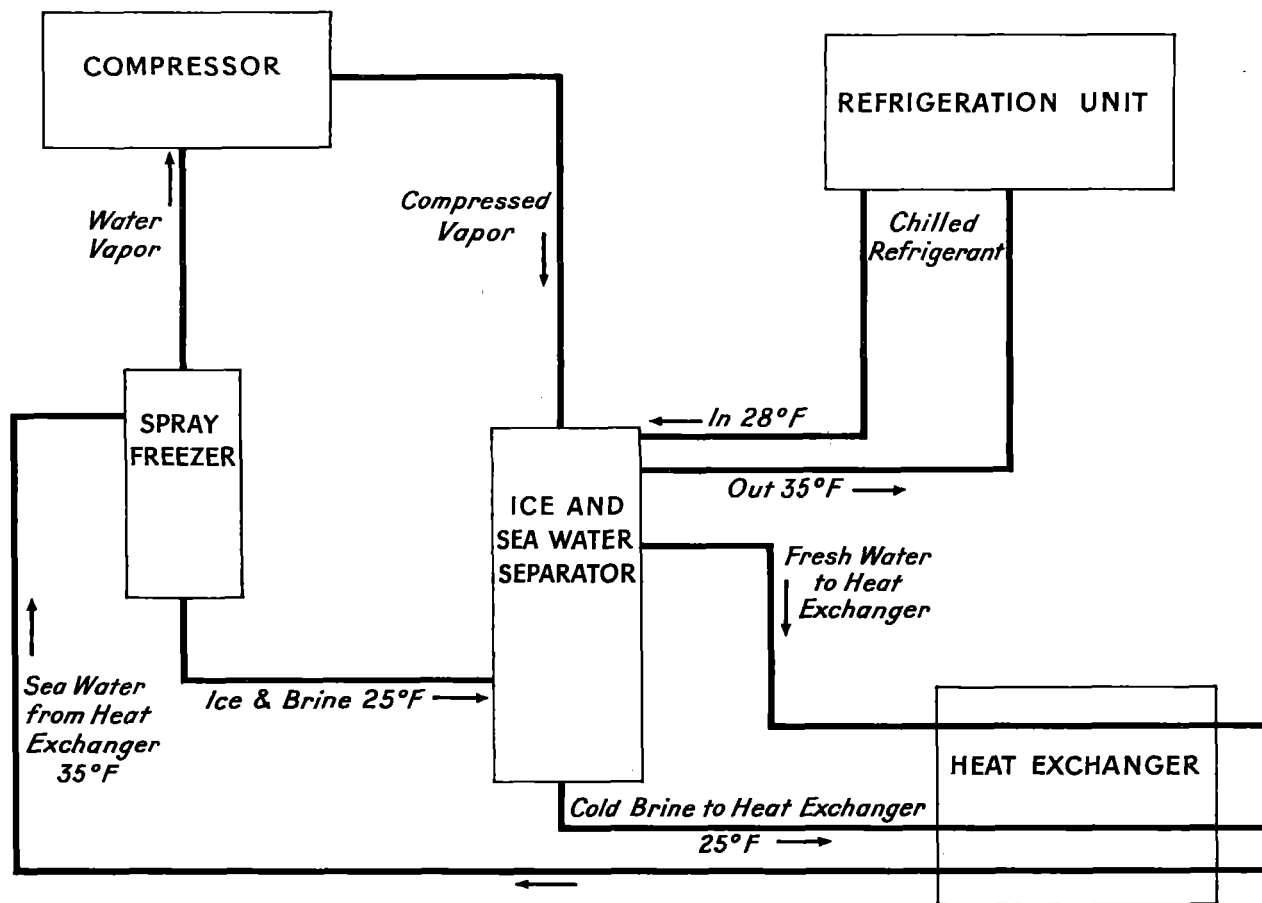 COMPRESSOR
REFRIGERATION UNIT
Water
Vapor
Compressed
Vapor
Chilled
Refrigerant
SPRAY
FREEZER
In 28°F
Out 35°F
ICE AND
SEA WATER
SEPARATOR
Fresh Water
to Heat
Exchanger
Sea Water
from Heat
Exchanger
35°F
Ice & Brine 25°F
HEAT EXCHANGER
Cold Brine to Heat Exchanger
25°F